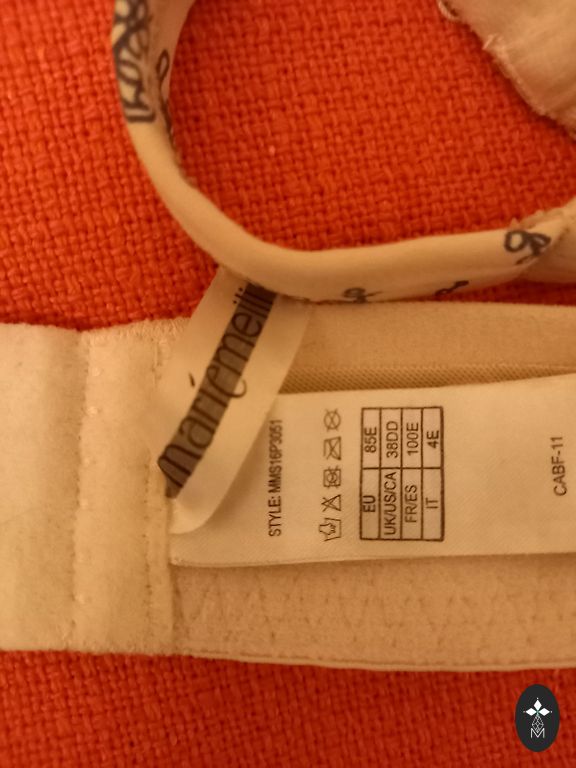 mariemeili
STYLE: MMS16P3051
EU 85E
UK/US/CA 38DD
FR/ES 100E
IT 4E
CABF-11
M